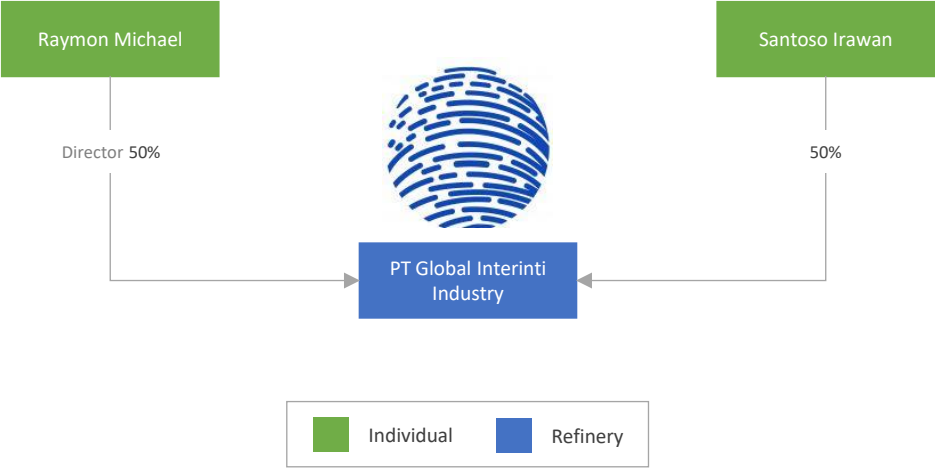 Raymon Michael
Santoso Irawan
Director 50%
50%
PT Global Interinti
Industry
Individual
Refinery